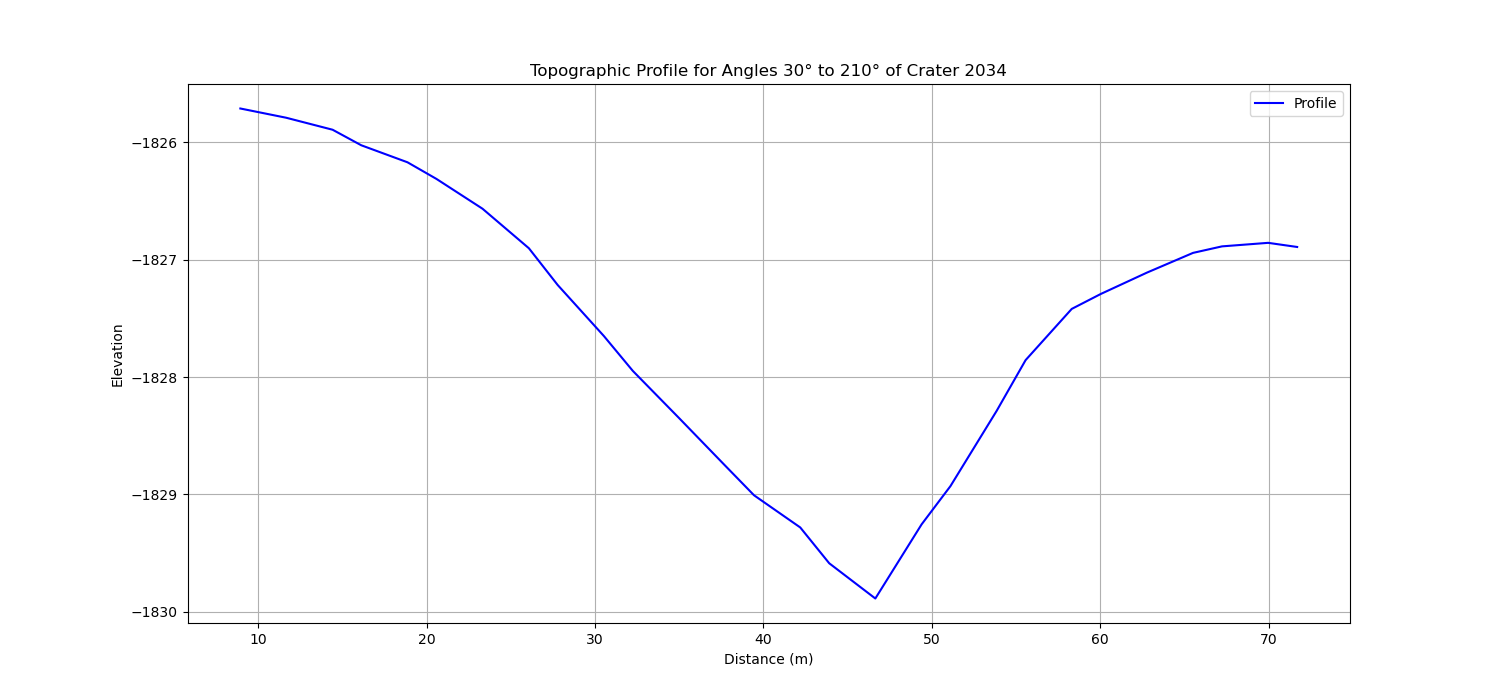 Topographic Profile for Angles 30° to 210° of Crater 2034
Profile
−1826
−1827
−1828
−1829
−1830
Elevation
10 20 30 40 50 60 70
Distance (m)